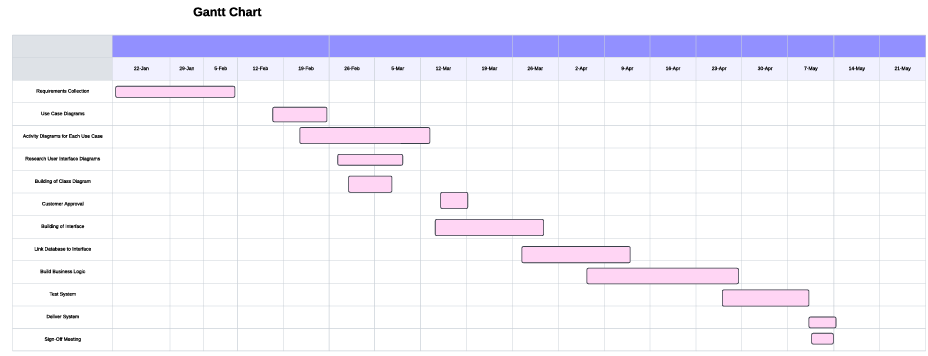 Gantt Chart
22-Jan 29-Jan 5-Feb 12-Feb 19-Feb 26-Feb 5-Mar 12-Mar 19-Mar 26-Mar 2-Apr 9-Apr 16-Apr 23-Apr 30-Apr 7-May 14-May 21-May
Requirements Collection
Use Case Diagrams
Activity Diagrams for Each Use Case
Research User Interface Diagrams
Building of Class Diagram
Customer Approval
Building of Interface
Link Database to Interface
Build Business Logic
Test System
Deliver System
Sign-Off Meeting